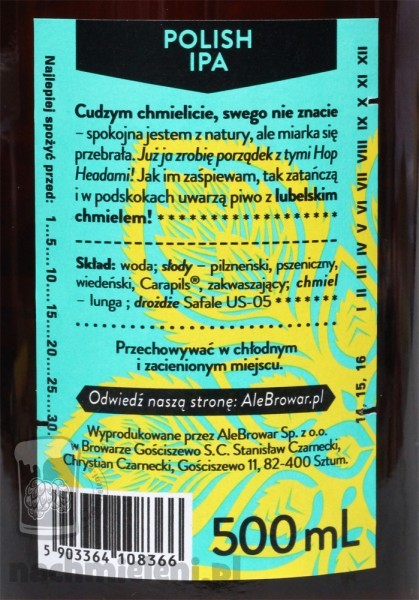 POLISH
IPA
Cudzym chmielicie, swego nie znacie
– spokojna jestem z natury, ale miarka się
przebrała. Już ja zrobię porządek z tymi Hop
Headami! Jak im zaśpiewam, tak zatańczą
i w podskokach uwarzą piwo z lubelskim
chmielem! * * * * * * * * * * * * * * * * * *
Skład: woda; słody – pilzneński, pszeniczny,
wiedeński, Carapils®, zakwaszający; chmiel
– lunga ; drożdże Safale US-05 * * * * * * *
Przechowywać w chłodnym
i zacienionym miejscu.
Odwiedź naszą stronę: AleBrowar.pl
Wyprodukowane przez AleBrowar Sp. z o.o.
w Browarze Gościszewo S.C. Stanisław Czarnecki,
Chrystian Czarnecki, Gościszewo 11, 82-400 Sztum.
5 903364 108366
500 mL
Najlepiej spożyć przed: 1...5.....10.....15.....20.....25.....30.
14, 15, 16 I II III IV V VI VII VIII IX X XI XII
nachmieleni.pl